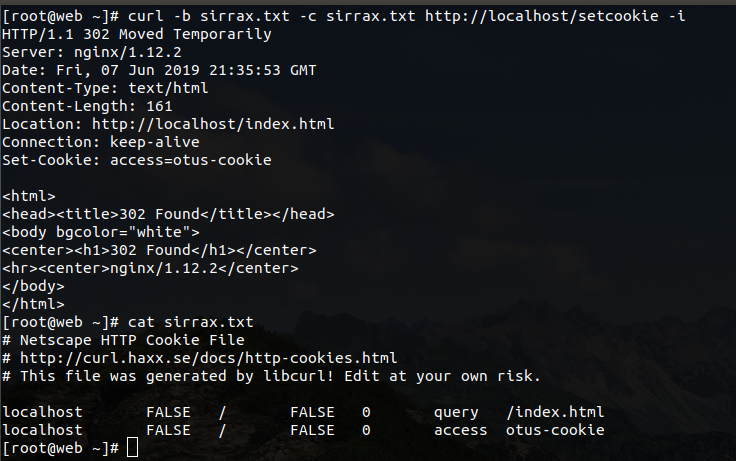 [root@web ~]# curl -b sirrax.txt -c sirrax.txt http://localhost/setcookie -i
HTTP/1.1 302 Moved Temporarily
Server: nginx/1.12.2
Date: Fri, 07 Jun 2019 21:35:53 GMT
Content-Type: text/html
Content-Length: 161
Location: http://localhost/index.html
Connection: keep-alive
Set-Cookie: access=otus-cookie

<html>
<head><title>302 Found</title></head>
<body bgcolor="white">
<center><h1>302 Found</h1></center>
<hr><center>nginx/1.12.2</center>
</body>
</html>
[root@web ~]# cat sirrax.txt
# Netscape HTTP Cookie File
# http://curl.haxx.se/docs/http-cookies.html
# This file was generated by libcurl! Edit at your own risk.

localhost	FALSE	/	FALSE	0	query	/index.html
localhost	FALSE	/	FALSE	0	access	otus-cookie
[root@web ~]#